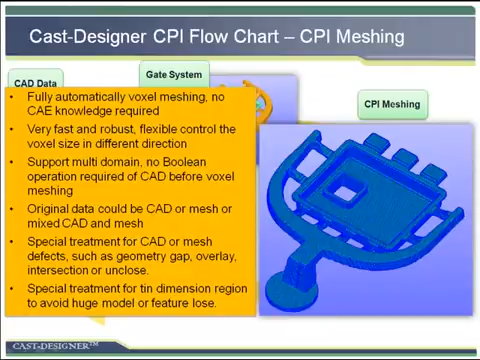 Cast-Designer CPI Flow Chart – CPI Meshing
Gate System
CAD Data
CPI Meshing
• Fully automatically voxel meshing, no
CAE knowledge required
• Very fast and robust, flexible control the
voxel size in different direction
• Support multi domain, no Boolean
operation required of CAD before voxel
meshing
• Original data could be CAD or mesh or
mixed CAD and mesh
• Special treatment for CAD or mesh
defects, such as geometry gap, overlay,
intersection or unclose.
• Special treatment for tin dimension region
to avoid huge model or feature lose.
CAST-DESIGNER™